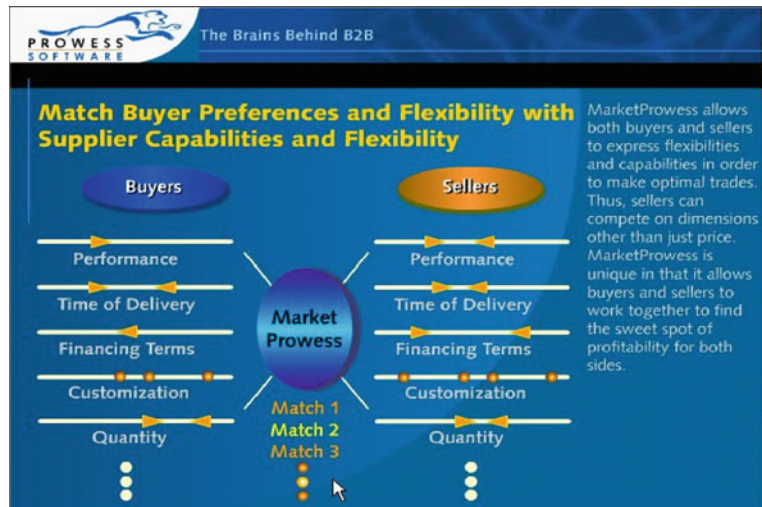 PROWESS
SOFTWARE
The Brains Behind B2B
Match Buyer Preferences and Flexibility with
Supplier Capabilities and Flexibility
Buyers
Performance
Time of Delivery
Financing Terms
Customization
Quantity
Market
Prowess
Match 1
Match 2
Match 3
Sellers
Performance
Time of Delivery
Financing Terms
Customization
Quantity
MarketProwess allows
both buyers and sellers
to express flexibilities
and capabilities in order
to make optimal trades.
Thus, sellers can
compete on dimensions
other than just price.
MarketProwess is
unique in that it allows
buyers and sellers to
work together to find
the sweet spot of
profitability for both
sides.